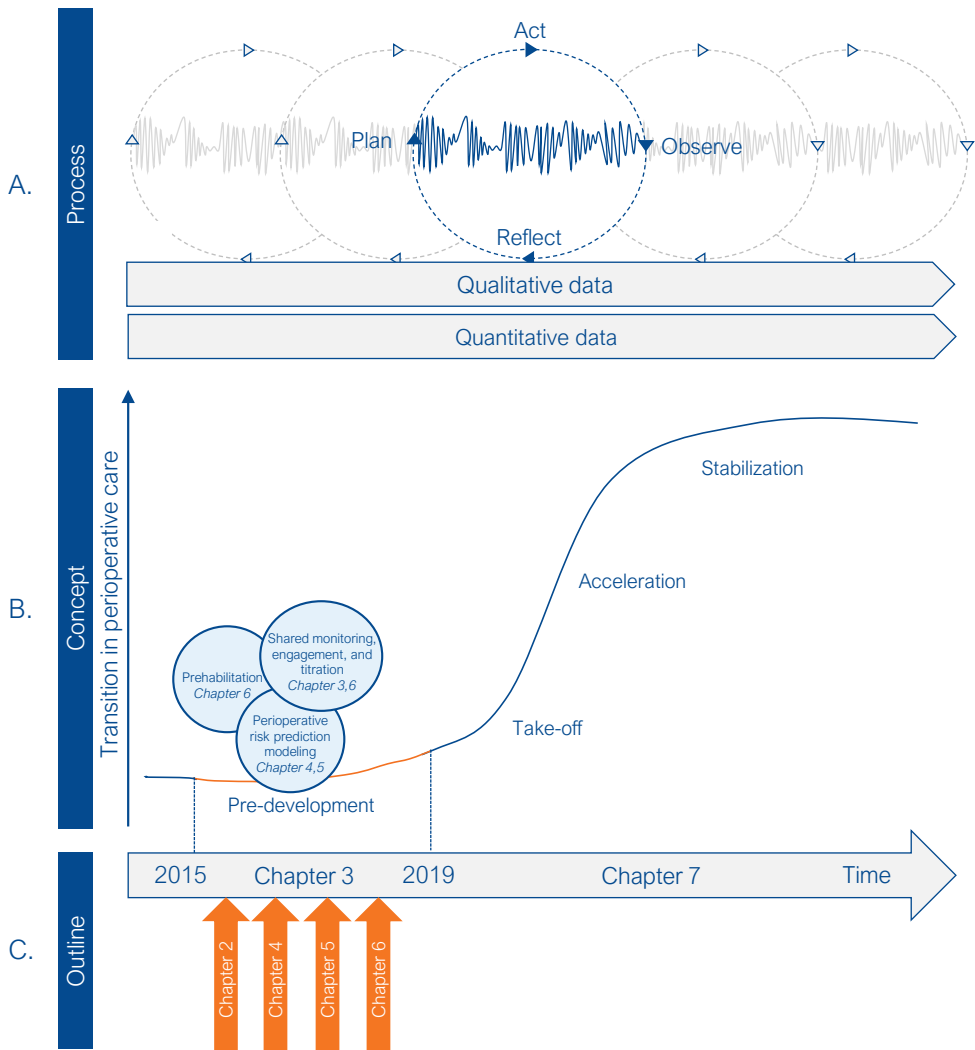 A.
Process
Act
Plan
Observe
Reflect
Qualitative data
Quantitative data
B.
Concept
Transition in perioperative care
Stabilization
Acceleration
Take-off
Pre-development
Prehabilitation
Chapter 6
Shared monitoring,
engagement, and
titration
Chapter 3,6
Perioperative
risk prediction
modeling
Chapter 4,5
C.
Outline
2015 Chapter 3 2019 Chapter 7 Time
Chapter 2
Chapter 4
Chapter 5
Chapter 6